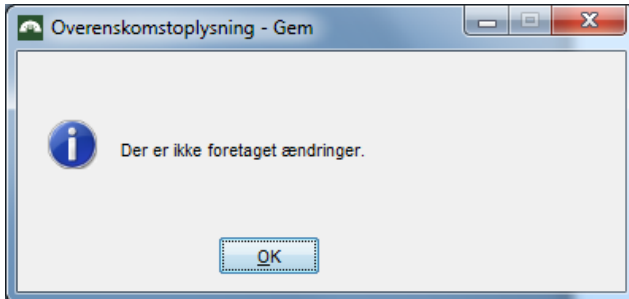 Overenskomstoplysning - Gem
Der er ikke foretaget ændringer.
OK